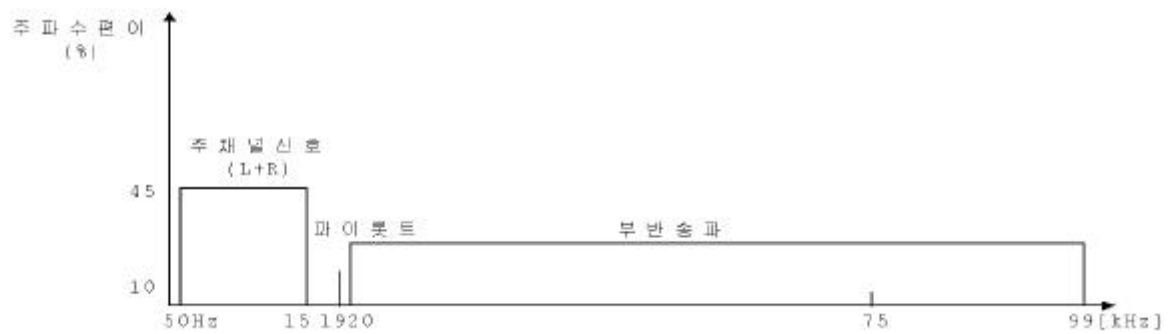 주파수편이
(%)
주채널신호
(L+R)
45
파이롯트
부반송파
10
50Hz
15
19
20
75
99[kHz]